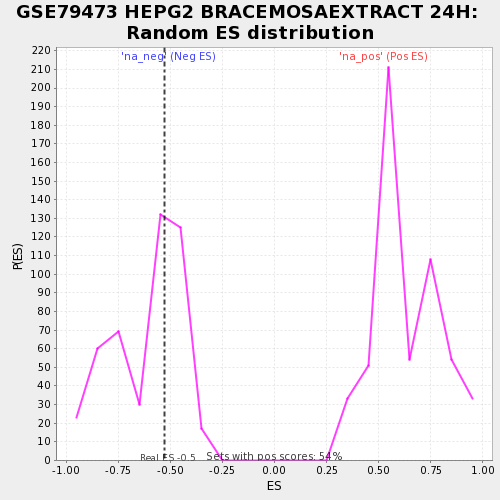 GSE79473 HEPG2 BRACEMOSAEXTRACT 24H:
Random ES distribution
'na_neg' (Neg ES)
'na_pos' (Pos ES)
220
210
200
190
180
170
160
150
140
130
120
110
100
90
80
70
60
50
40
30
20
10
0
P(ES)
Real ES -0.5
Sets with pos scores: 54%
-1.00 -0.75 -0.50 -0.25 0.00 0.25 0.50 0.75 1.00
ES